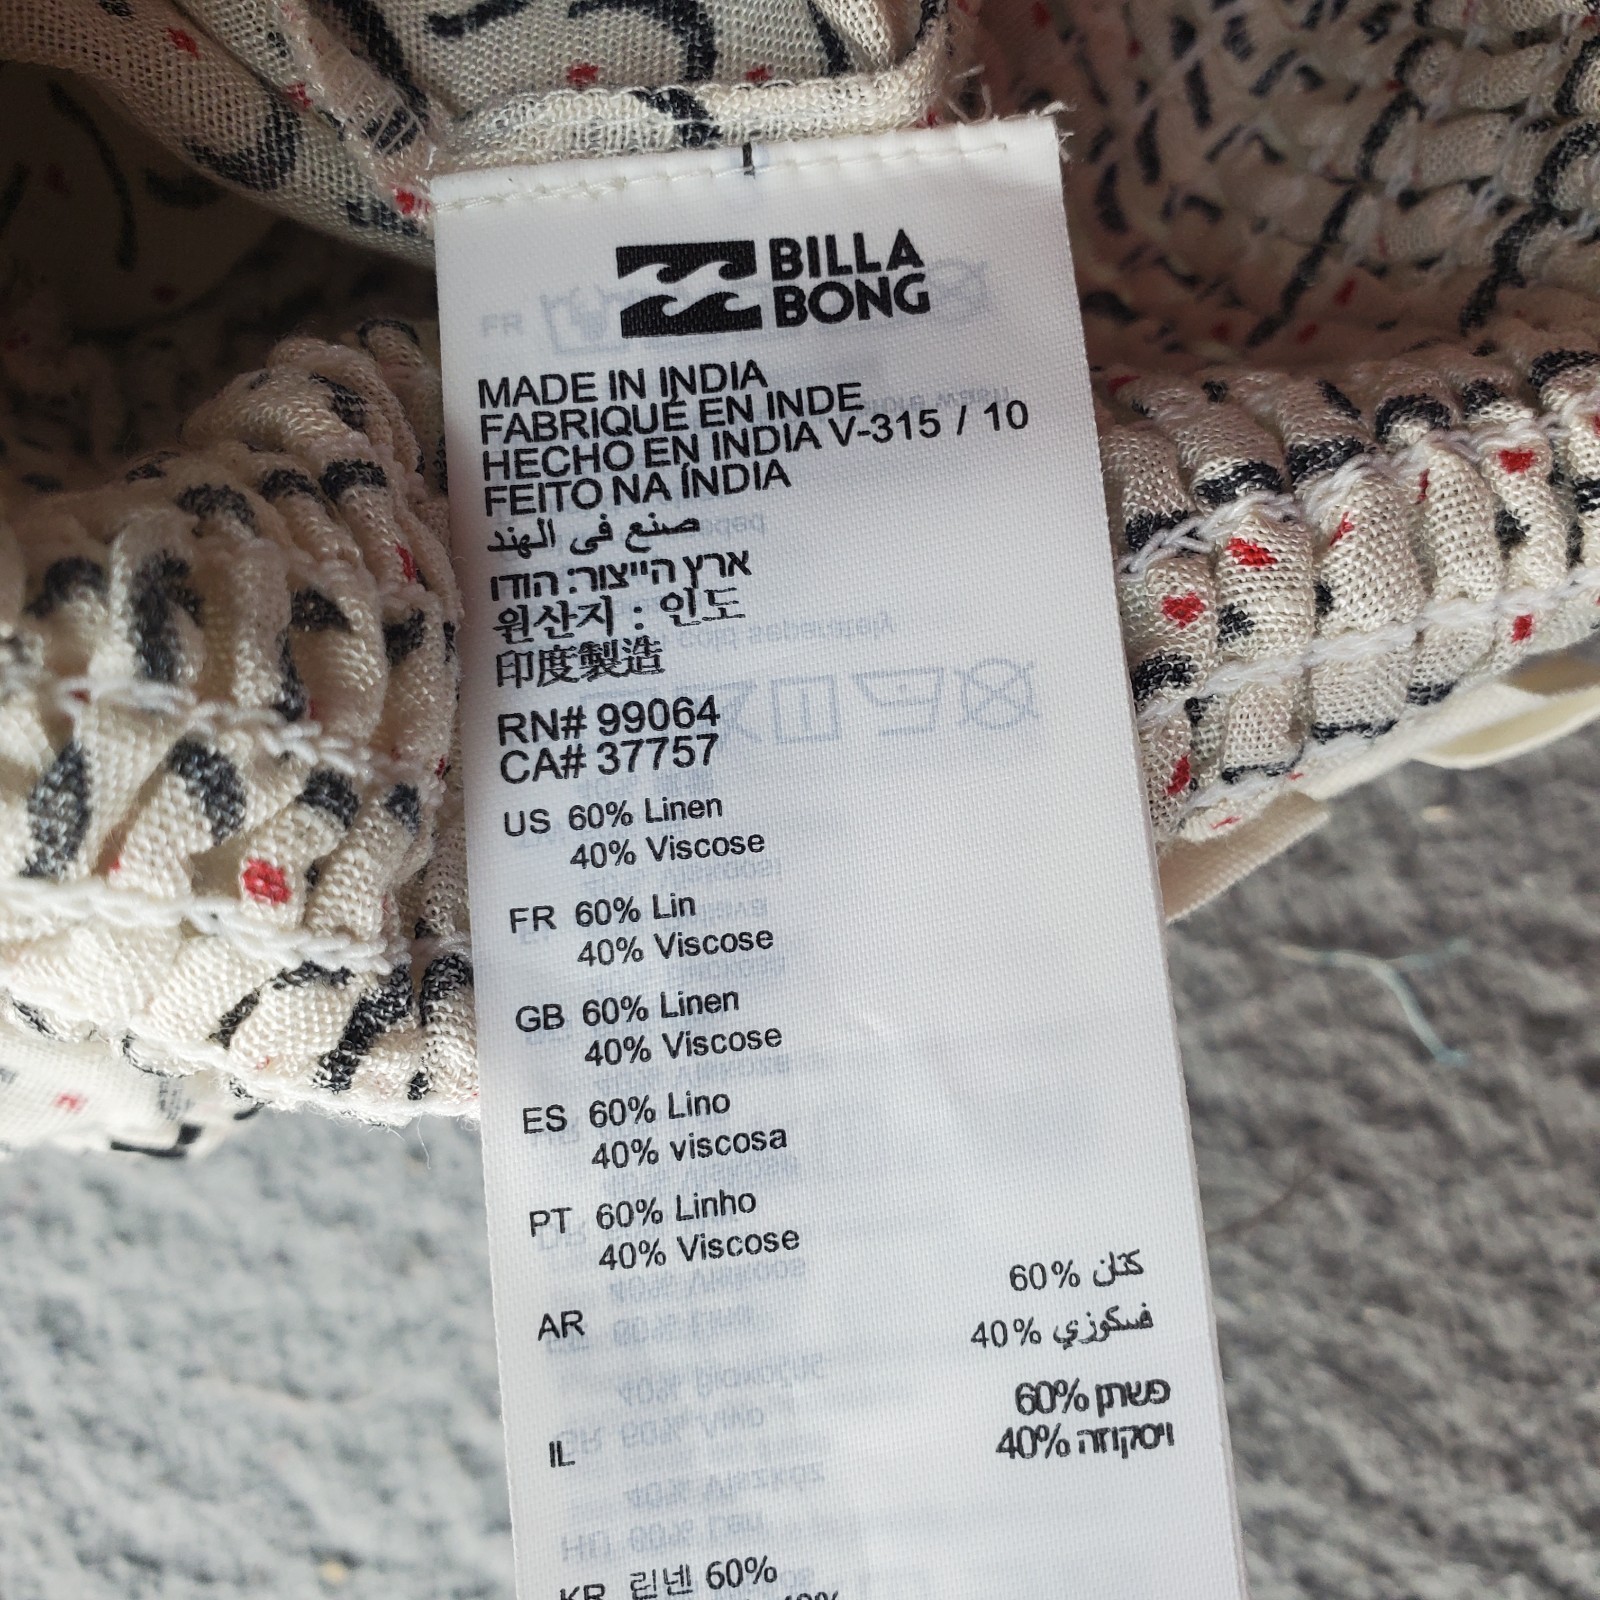 BILLA
BONG
MADE IN INDIA
FABRIQUÉ EN INDE
HECHO EN INDIA V-315 / 10
FEITO NA ÍNDIA
صنع في الهند
ארץ הייצור: הודו
원산지 : 인도
印度製造
RN# 99064
CA# 37757
US 60% Linen
40% Viscose
FR 60% Lin
40% Viscose
GB 60% Linen
40% Viscose
ES 60% Lino
40% viscosa
PT 60% Linho
40% Viscose
AR 60% كتان
40% فسكوزي
IL 60% פשתן
40% ויסקוזה
KR 린넨 60%
40%